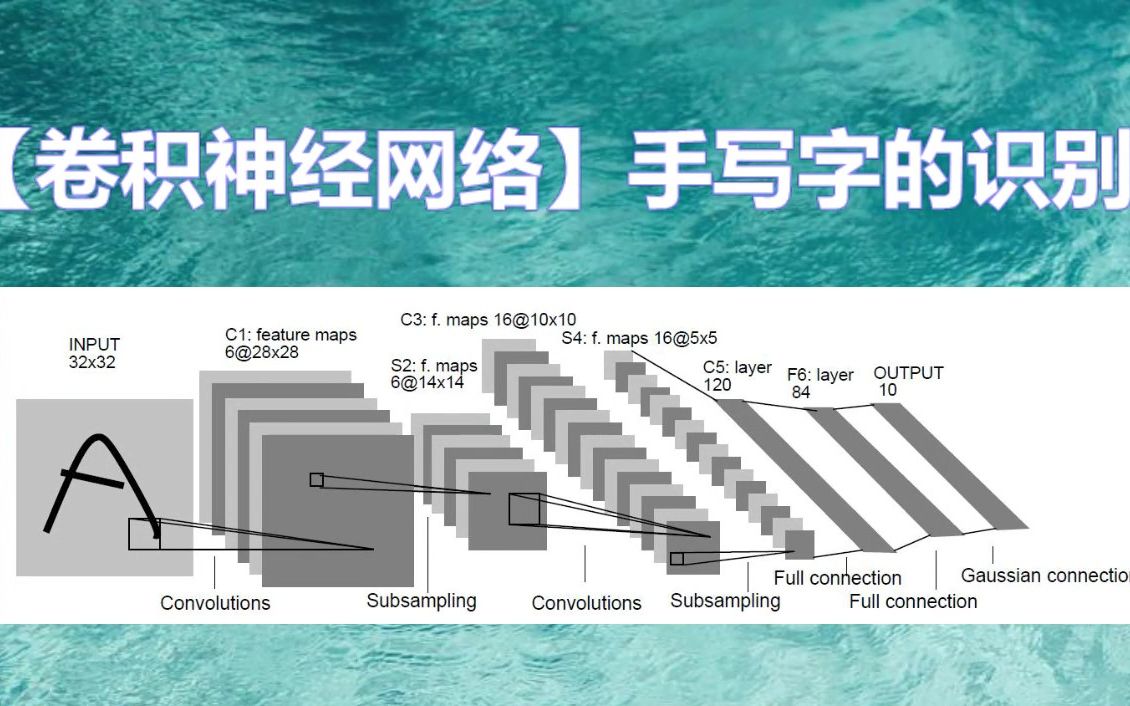 【卷积神经网络】手写字的识别
INPUT
32x32
C1: feature maps
6@28x28
S2: f. maps
6@14x14
C3: f. maps 16@10x10
S4: f. maps 16@5x5
C5: layer
120
F6: layer
84
OUTPUT
10
A
Convolutions
Subsampling
Convolutions
Subsampling
Full connection
Full connection
Gaussian connection